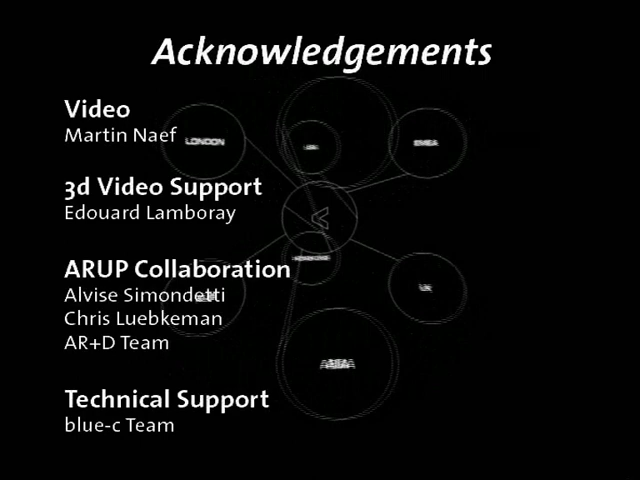 Acknowledgements
Video
Martin Naef
LONDON
EMEA
3d Video Support
Edouard Lamboray
ARUP Collaboration
Alvise Simondetti
Chris Luebkeman
AR+D Team
ASIA
Technical Support
blue-c Team